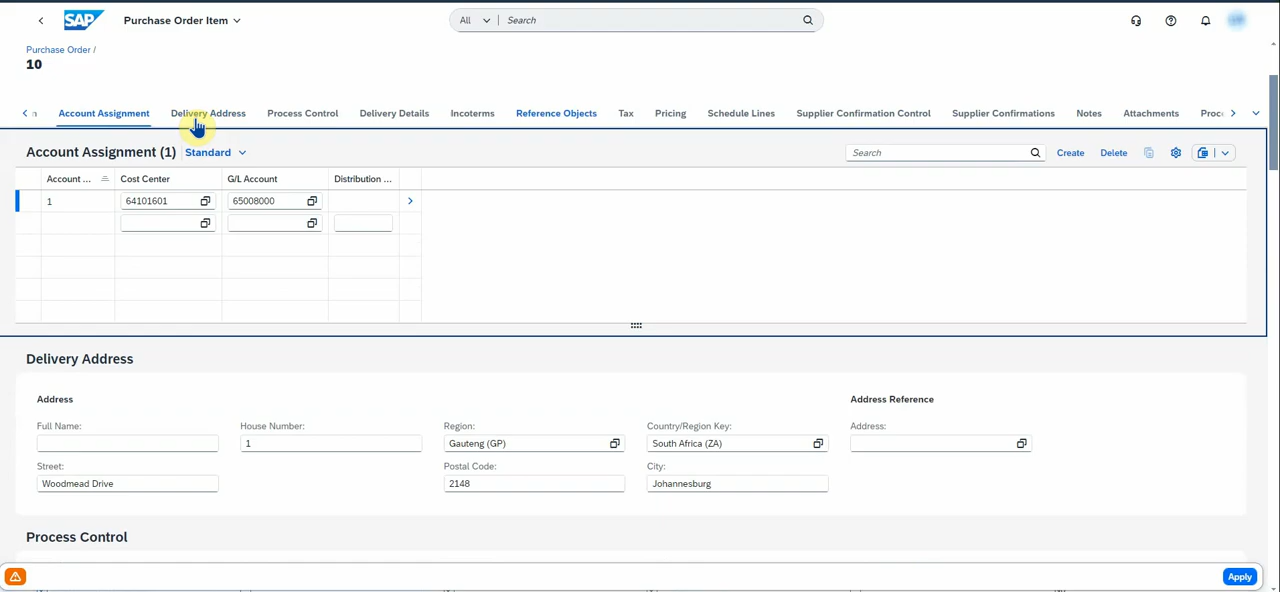 SAP Purchase Order Item All Search
Purchase Order /
10
Account Assignment Delivery Address Process Control Delivery Details Incoterms Reference Objects Tax Pricing Schedule Lines Supplier Confirmation Control Supplier Confirmations Notes Attachments Proc
Account Assignment (1) Standard Search Create Delete
Account ... Cost Center G/L Account Distribution ...
1 64101601 65008000
Delivery Address
Address Address Reference
Full Name: House Number: Region: Country/Region Key: Address:
1 Gauteng (GP) South Africa (ZA)
Street: Postal Code: City:
Woodmead Drive 2148 Johannesburg
Process Control
Apply